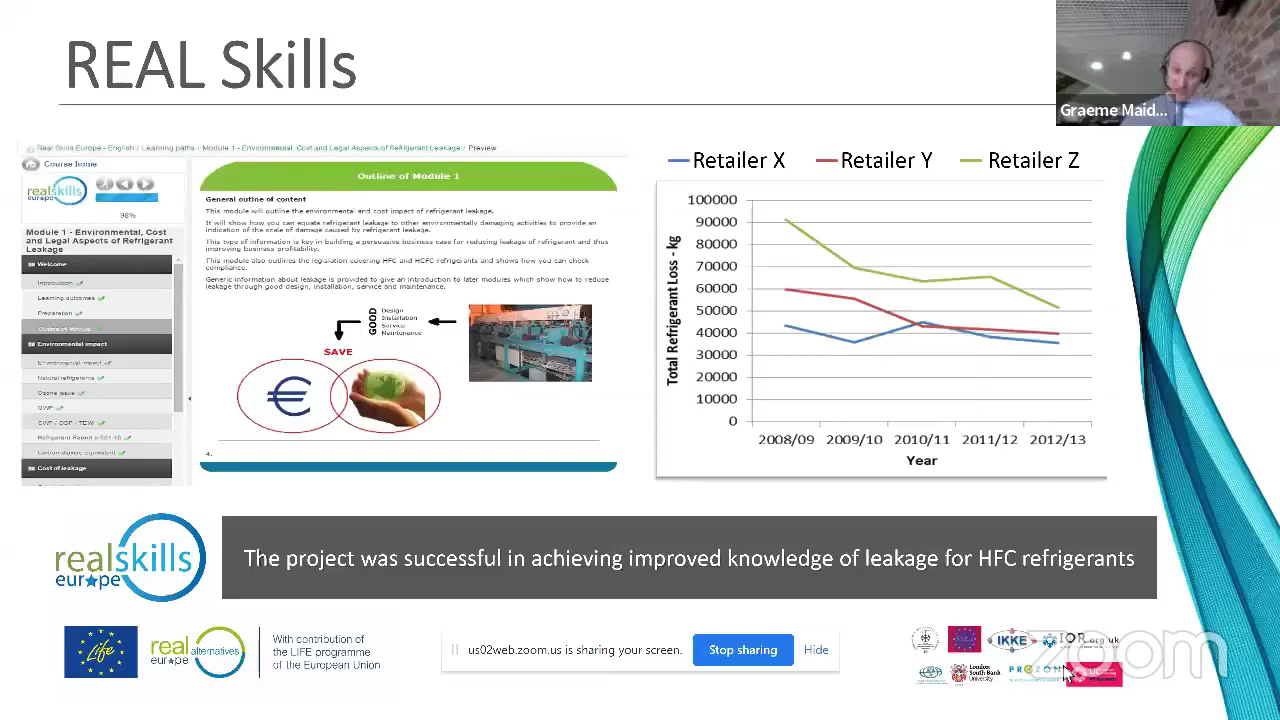 REAL Skills
Graeme Maid...
Real Skills Europe - English / Learning paths / Module 1 - Environmental, Cost and Legal Aspects of Refrigerant Leakage / Preview
Course home
realskills
europe
98%
Module 1 - Environmental, Cost
and Legal Aspects of Refrigerant
Leakage
Welcome
Introduction
Learning outcomes
Preparation
Outline of Module
Environmental impact
Environmental impact
Natural refrigerants
Ozone issue
GWP
GWP / COP / TEWI
Carbon dioxide equivalent
Cost of leakage
Outline of Module 1
General outline of content
This module will outline the environmental and cost impact of refrigerant leakage.
It will show how you can equate refrigerant leakage to other environmentally damaging activities to provide an
indication of the scale of damage caused by refrigerant leakage.
This type of information is key in building a persuasive business case for reducing leakage of refrigerant and thus
improving business profitability.
This module also outlines the legislation covering HFC and HCFC refrigerants and shows how you can check
compliance.
Generic information about leakage is provided to give an introduction to later modules which show how to reduce
leakage through good design, installation, service and maintenance.
GOOD
Design
Installation
Service
Maintenance
SAVE
€
4.
Retailer X Retailer Y Retailer Z
Total Refrigerant Loss - kg
100000
90000
80000
70000
60000
50000
40000
30000
20000
10000
0
2008/09 2009/10 2010/11 2011/12 2012/13
Year
realskills
europe
The project was successful in achieving improved knowledge of leakage for HFC refrigerants
Life
real alternatives
europe
With contribution of
the LIFE programme
of the European Union
us02web.zoom.us is sharing your screen.
Stop sharing
Hide
IKKE
IOR.org.uk
London
South Bank
University
PROZON
zoom